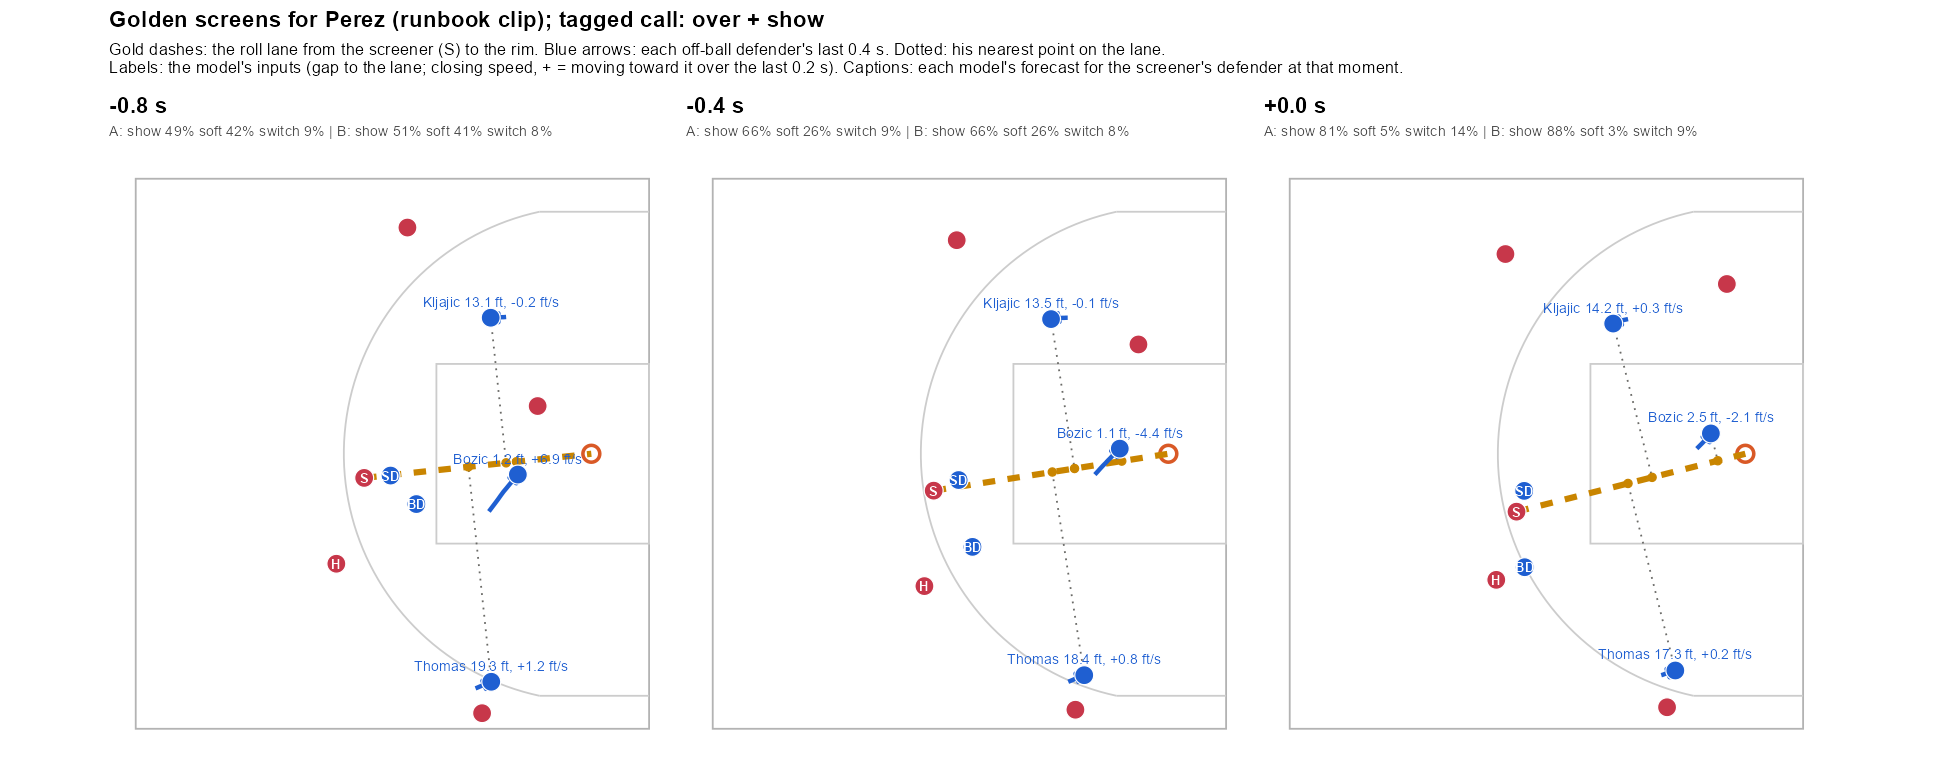 Golden screens for Perez (runbook clip); tagged call: over + show
Gold dashes: the roll lane from the screener (S) to the rim. Blue arrows: each off-ball defender's last 0.4 s. Dotted: his nearest point on the lane.
Labels: the model's inputs (gap to the lane; closing speed, + = moving toward it over the last 0.2 s). Captions: each model's forecast for the screener's defender at that moment.
-0.8 s
A: show 49% soft 42% switch 9% | B: show 51% soft 41% switch 8%
Kljajic 13.1 ft, -0.2 ft/s
Bozic 1.2 ft, +6.9 ft/s
S
SD
BD
H
Thomas 19.3 ft, +1.2 ft/s
-0.4 s
A: show 66% soft 26% switch 9% | B: show 66% soft 26% switch 8%
Kljajic 13.5 ft, -0.1 ft/s
Bozic 1.1 ft, -4.4 ft/s
SD
S
BD
H
Thomas 18.4 ft, +0.8 ft/s
+0.0 s
A: show 81% soft 5% switch 14% | B: show 88% soft 3% switch 9%
Kljajic 14.2 ft, +0.3 ft/s
Bozic 2.5 ft, -2.1 ft/s
SD
S
BD
H
Thomas 17.3 ft, +0.2 ft/s